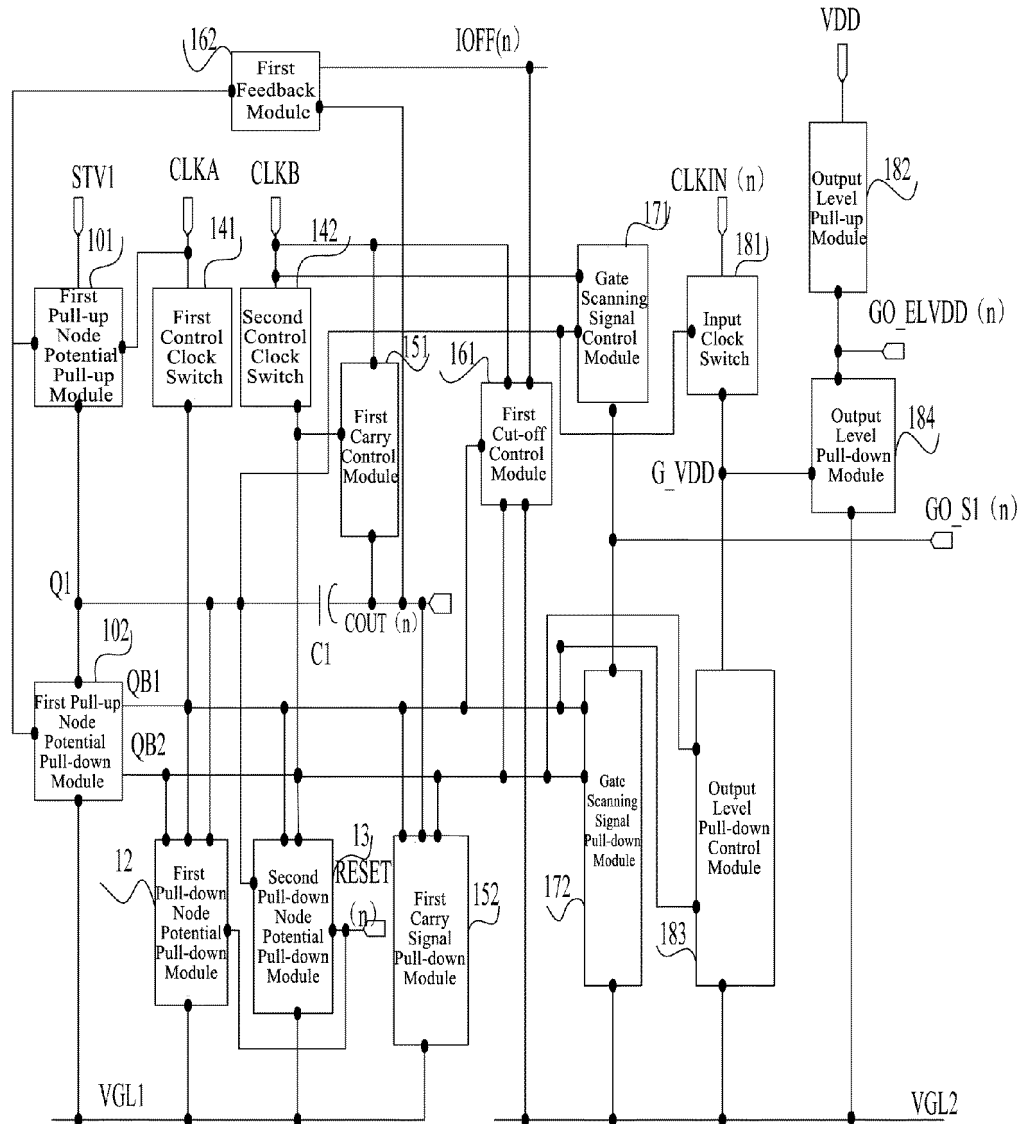 162
First
Feedback
Module
IOFF(n)
VDD
STV1
CLKA
CLKB
CLKIN (n)
Output
Level
Pull-up
Module
182
101
141
142
171
181
First
Pull-up
Node
Potential
Pull-up
Module
First
Control
Clock
Switch
Second
Control
Clock
Switch
Gate
Scanning
Signal
Control
Module
Input
Clock
Switch
GO_ELVDD (n)
151
First
Carry
Control
Module
161
First
Cut-off
Control
Module
Output
Level
Pull-down
Module
184
G_VDD
GO_S1 (n)
Q1
C1
COUT (n)
102
QB1
QB2
First Pull-up
Node
Potential
Pull-down
Module
12
First
Pull-down
Node
Potential
Pull-down
Module
13
Second
Pull-down
Node
Potential
Pull-down
Module
RESET
(n)
First
Carry
Signal
Pull-down
Module
152
Gate
Scanning
Signal
Pull-down
Module
172
Output
Level
Pull-down
Control
Module
183
VGL1
VGL2